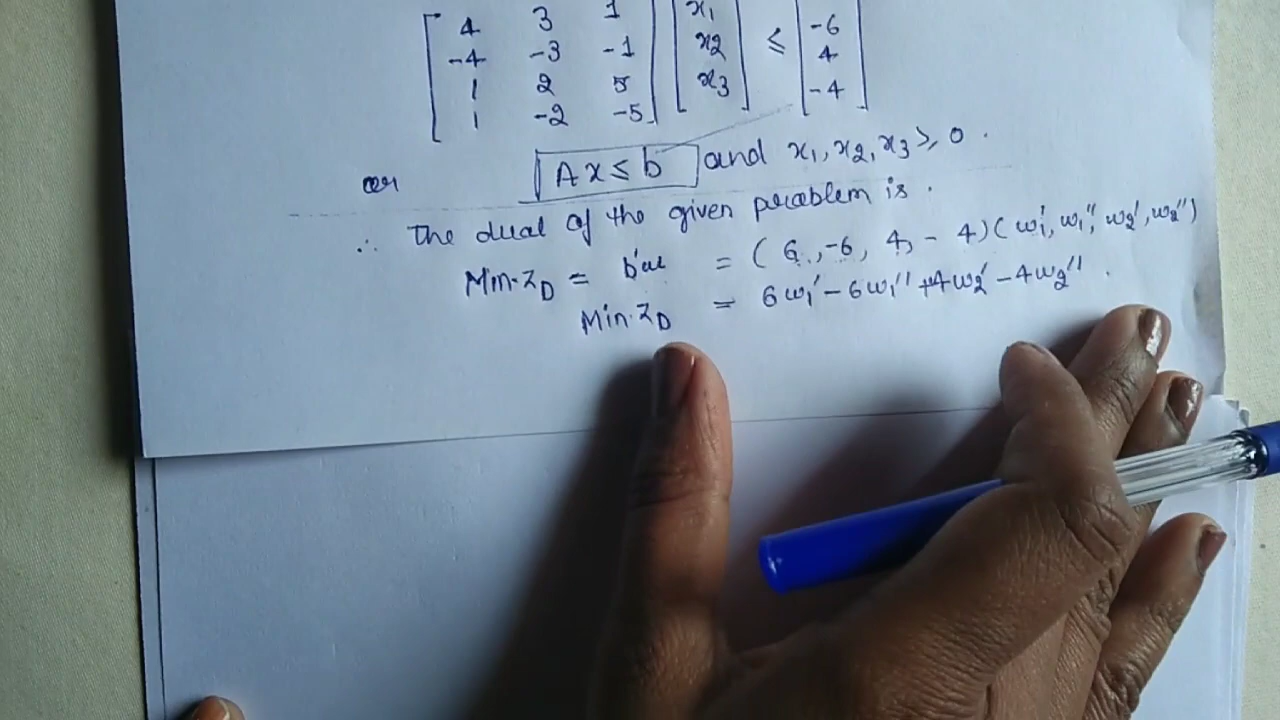 4 3 1 x₁
-4 -3 -1 x₂ ≤ -6
1 2 5 x₃ 4
1 -2 -5 -4
or Ax ≤ b and x₁, x₂, x₃ ≥ 0.
∴ The dual of the given problem is.
Min. Z_D = b'w = (6, -6, 4, -4)(w₁', w₁'', w₂', w₂'')
Min. Z_D = 6w₁' - 6w₁'' + 4w₂' - 4w₂''.